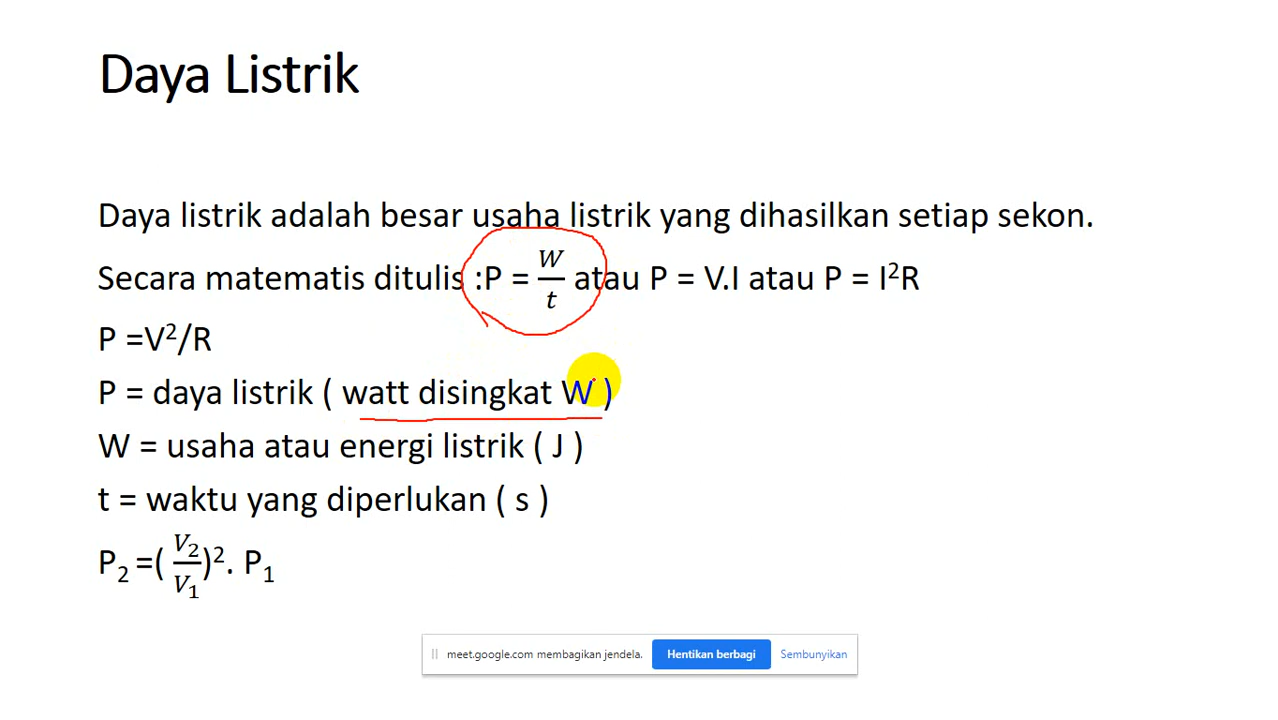 Daya Listrik
Daya listrik adalah besar usaha listrik yang dihasilkan setiap sekon.
Secara matematis ditulis :P = W/t atau P = V.I atau P = I²R
P =V²/R
P = daya listrik ( watt disingkat W )
W = usaha atau energi listrik ( J )
t = waktu yang diperlukan ( s )
P₂ =( V₂/V₁ )². P₁
meet.google.com membagikan jendela. Hentikan berbagi Sembunyikan